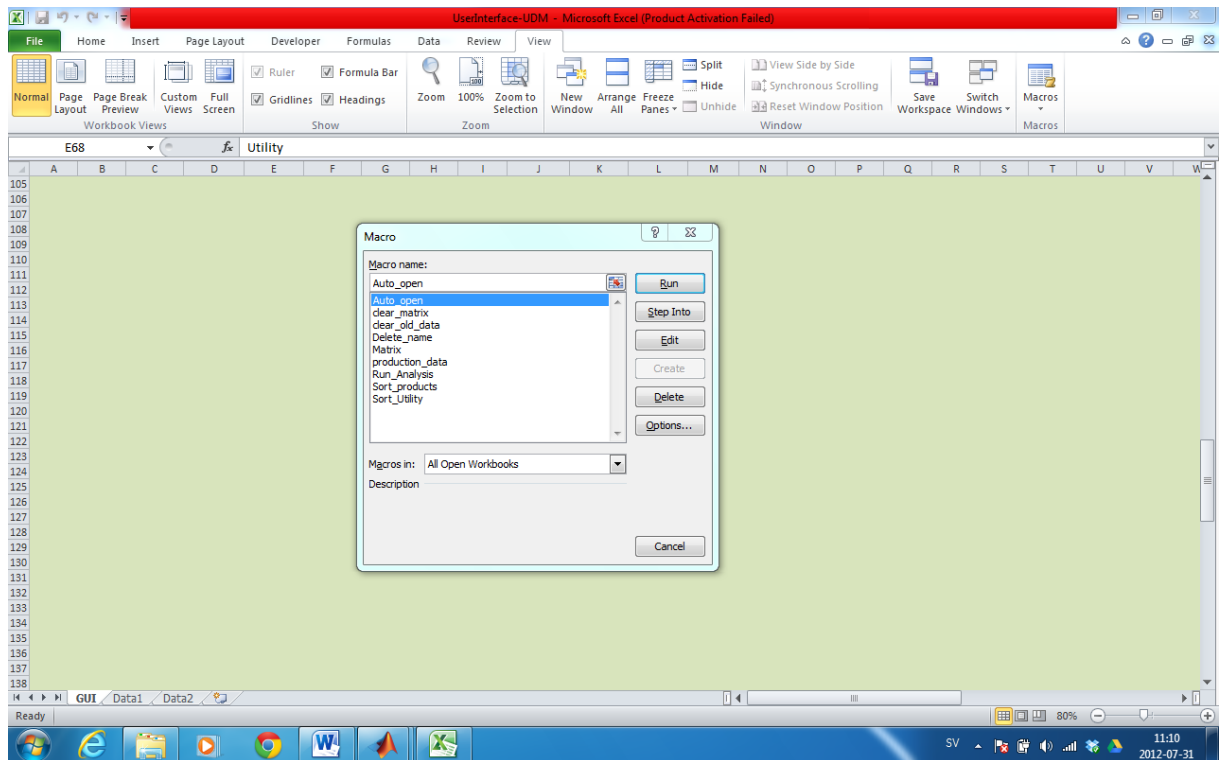 UserInterface-UDM - Microsoft Excel (Product Activation Failed)
File Home Insert Page Layout Developer Formulas Data Review View
Normal Page Layout Page Break Preview Custom Views Full Screen
Workbook Views
Ruler Formula Bar
Gridlines Headings
Show
Zoom 100% Zoom to Selection
Zoom
New Window Arrange All Freeze Panes
Split
Hide
Unhide
View Side by Side
Synchronous Scrolling
Reset Window Position
Save Workspace Switch Windows
Window
Macros
Macros
E68 fx Utility
A B C D E F G H I J K L M N O P Q R S T U V W
105
106
107
108
109
110
111
112
113
114
115
116
117
118
119
120
121
122
123
124
125
126
127
128
129
130
131
132
133
134
135
136
137
138
Macro
Macro name:
Auto_open
Auto_open
clear_matrix
clear_old_data
Delete_name
Matrix
production_data
Run_Analysis
Sort_products
Sort_Utility
Run
Step Into
Edit
Create
Delete
Options...
Macros in: All Open Workbooks
Description
Cancel
GUI Data1 Data2
Ready 80%
SV 11:10
2012-07-31